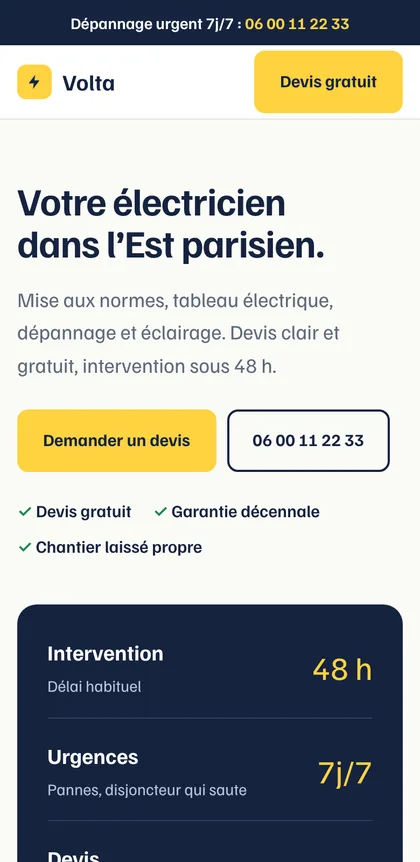 Dépannage urgent 7j/7 : 06 00 11 22 33
Volta
Devis gratuit
Votre électricien
dans l’Est parisien.
Mise aux normes, tableau électrique,
dépannage et éclairage. Devis clair et
gratuit, intervention sous 48 h.
Demander un devis
06 00 11 22 33
Devis gratuit
Garantie décennale
Chantier laissé propre
Intervention
Délai habituel
48 h
Urgences
Pannes, disjoncteur qui saute
7j/7
Devis